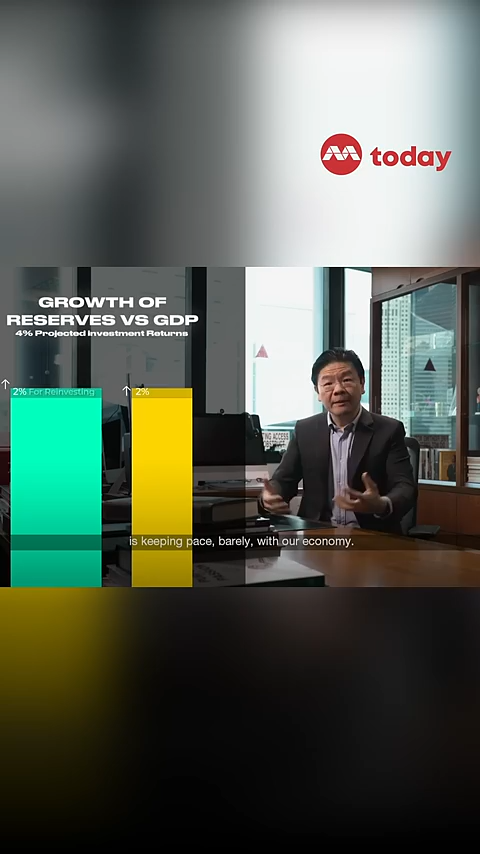 today
GROWTH OF
RESERVES VS GDP
4% Projected Investment Returns
2% For Reinvesting
2%
is keeping pace, barely, with our economy.